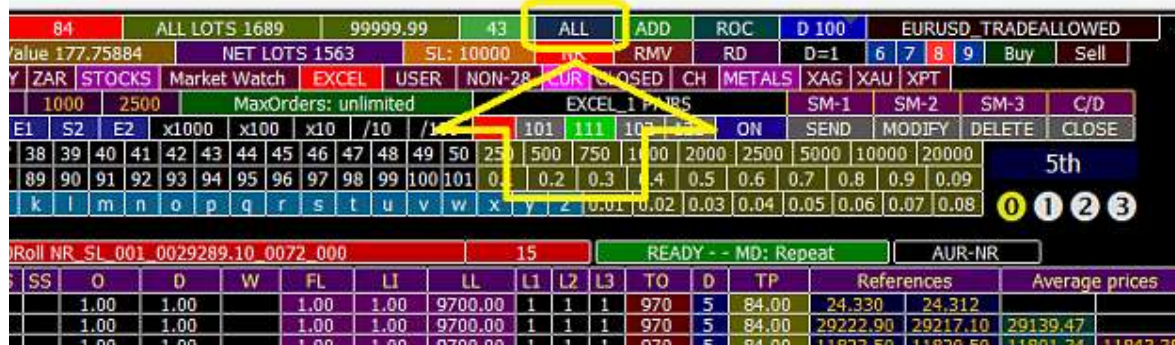 84 ALL LOTS 1689 99999.99 43 ALL ADD ROC D 100 EURUSD_TRADEALLOWED
Value 177.75884 NET LOTS 1563 SL: 10000 NR RMV RD D=1 6 7 8 9 Buy Sell
Y ZAR STOCKS Market Watch EXCEL USER NON-28 CUR CLOSED CH METALS XAG XAU XPT
1000 2500 MaxOrders: unlimited EXCEL_1 PAIRS SM-1 SM-2 SM-3 C/D
E1 S2 E2 x1000 x100 x10 /10 101 111 ON SEND MODIFY DELETE CLOSE
38 39 40 41 42 43 44 45 46 47 48 49 50 250 500 750 1000 2000 2500 5000 10000 20000 5th
89 90 91 92 93 94 95 96 97 98 99 100 101 0.2 0.3 0.4 0.5 0.6 0.7 0.8 0.9 0.09
k l m n o p q r s t u v w x y z 0.01 0.02 0.03 0.04 0.05 0.06 0.07 0.08 0 1 2 3
Roll NR_SL_001_0029289.10_0072_000 15 READY - - MD: Repeat AUR-NR
SS O D W FL LI LL L1 L2 L3 TO D TP References Average prices
1.00 1.00 1.00 1.00 9700.00 1 1 1 970 5 84.00 24.330 24.312
1.00 1.00 1.00 1.00 9700.00 1 1 1 970 5 84.00 29222.90 29217.10 29139.47